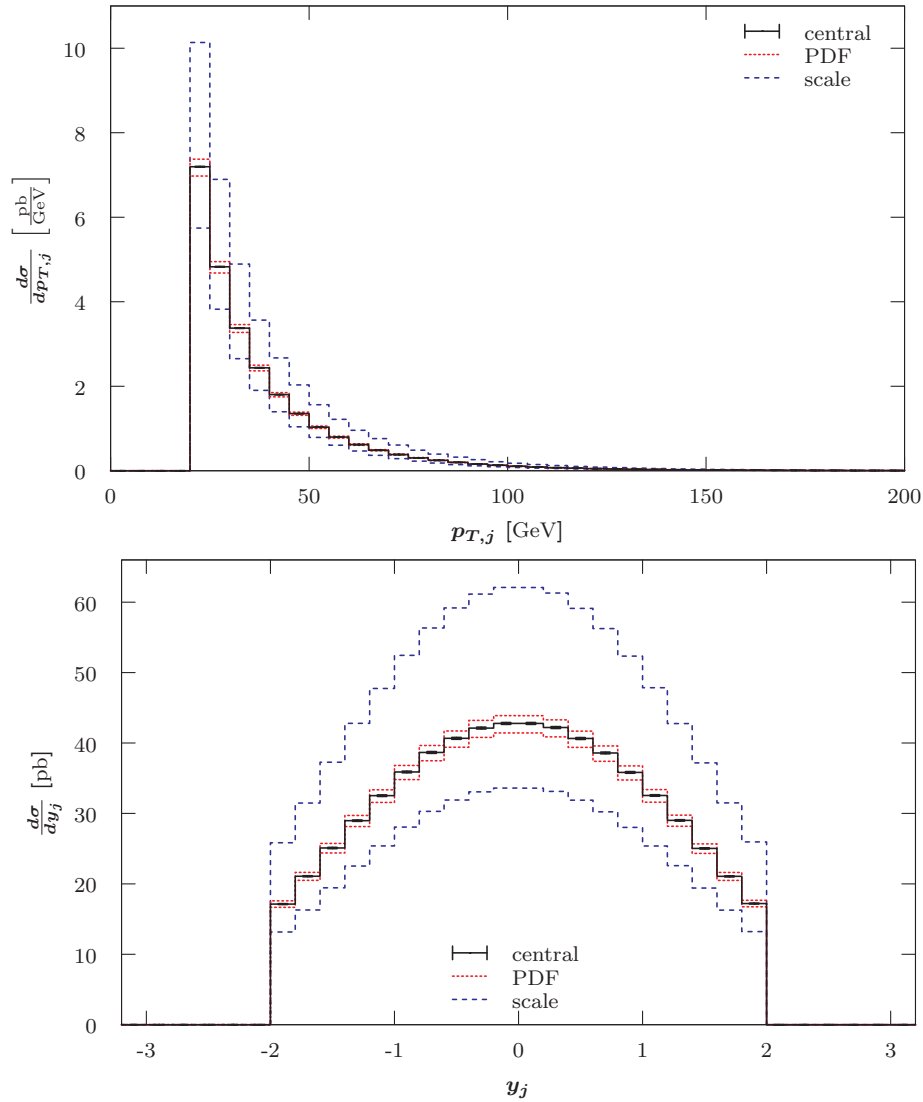 10
8
6
4
2
0
dσ/dp_{T,j} [pb/GeV]
central
PDF
scale
0 50 100 150 200
p_{T,j} [GeV]
60
50
40
30
20
10
0
dσ/dy_j [pb]
central
PDF
scale
-3 -2 -1 0 1 2 3
y_j